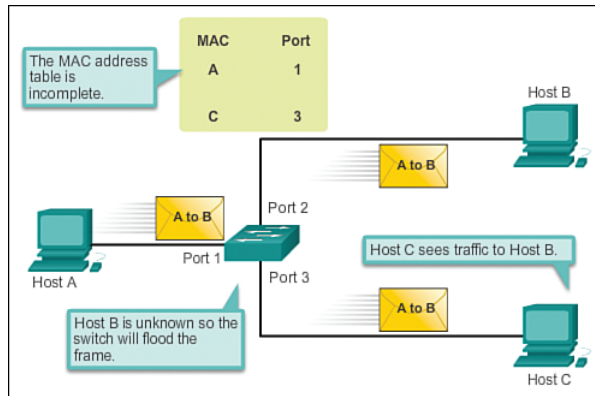 MAC Port
A 1
C 3
The MAC address
table is
incomplete.
Host B
A to B
A to B
Port 2
Port 1
Host A
Port 3
Host C sees traffic to Host B.
Host B is unknown so the
switch will flood the
frame.
A to B
Host C